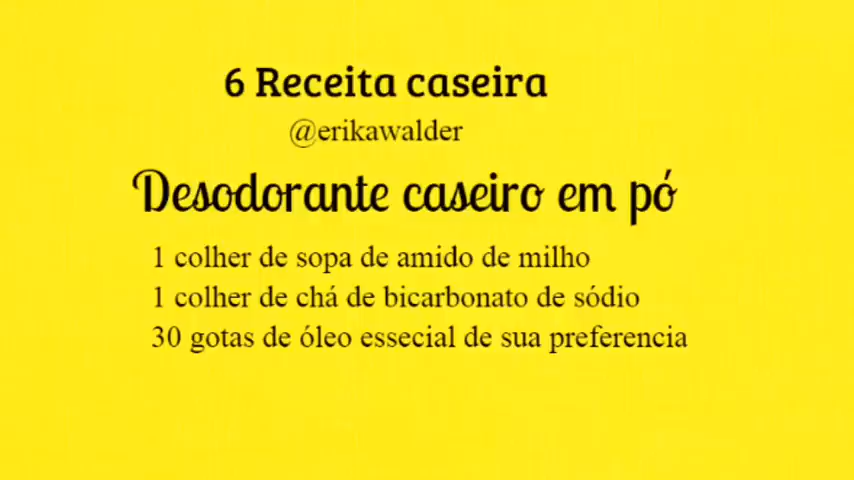 6 Receita caseira
@erikawalder
Desodorante caseiro em pó
1 colher de sopa de amido de milho
1 colher de chá de bicarbonato de sódio
30 gotas de óleo essecial de sua preferencia